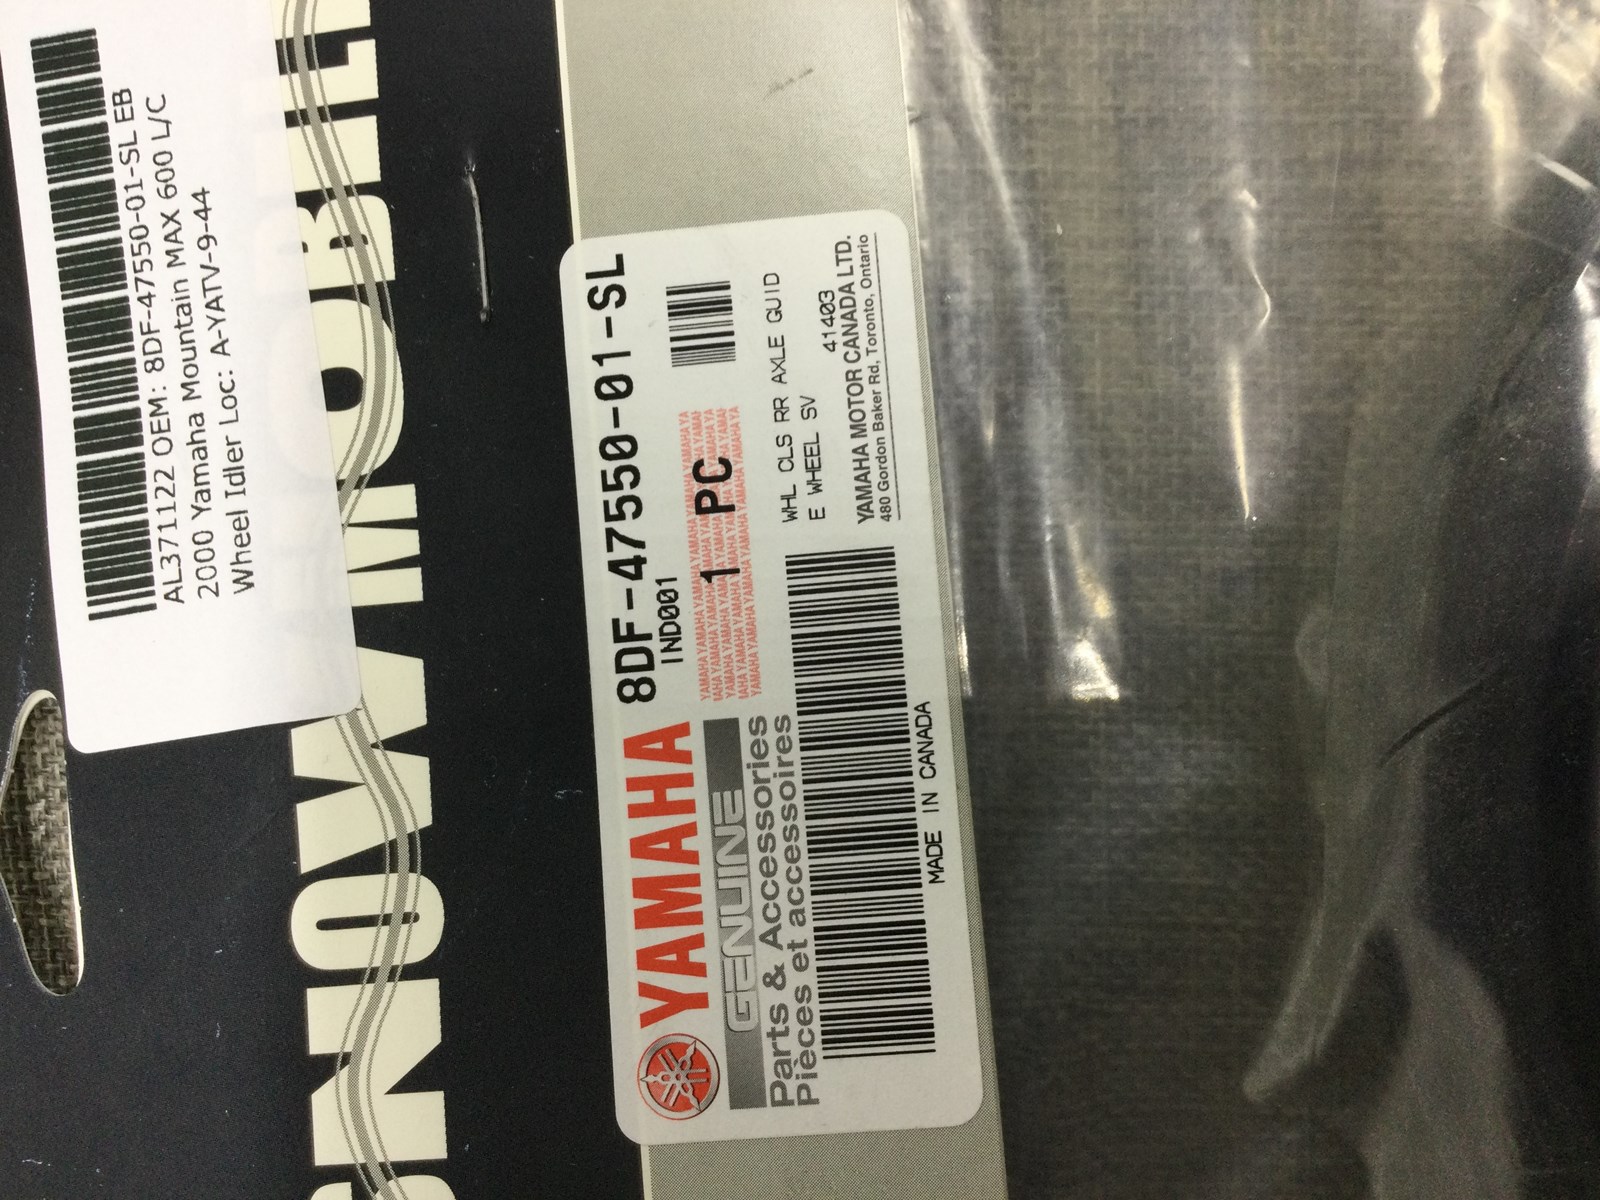 AL371122 OEM: 8DF-47550-01-SL EB
2000 Yamaha Mountain MAX 600 L/C
Wheel Idler Loc: A-YATV-9-44
SNOWMOBIL
8DF-47550-01-SL
IND001
YAMAHA
GENUINE
Parts & Accessories
Pièces et accessoires
1 PC
WHL CLS RR AXLE GUID
E WHEEL SV
41403
YAMAHA MOTOR CANADA LTD.
480 Gordon Baker Rd, Toronto, Ontario
MADE IN CANADA